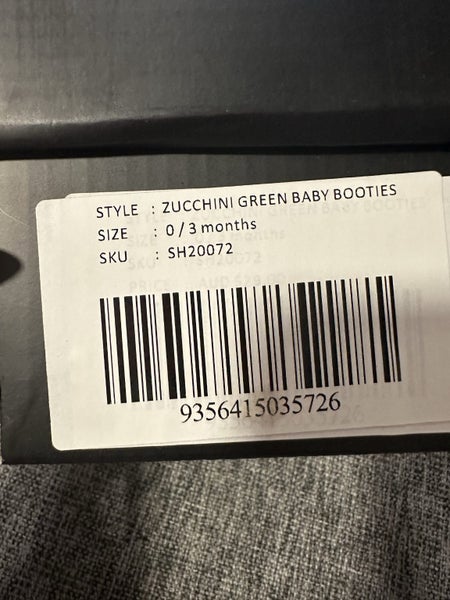 STYLE : ZUCCHINI GREEN BABY BOOTIES
SIZE : 0 / 3 months
SKU : SH20072
9356415035726